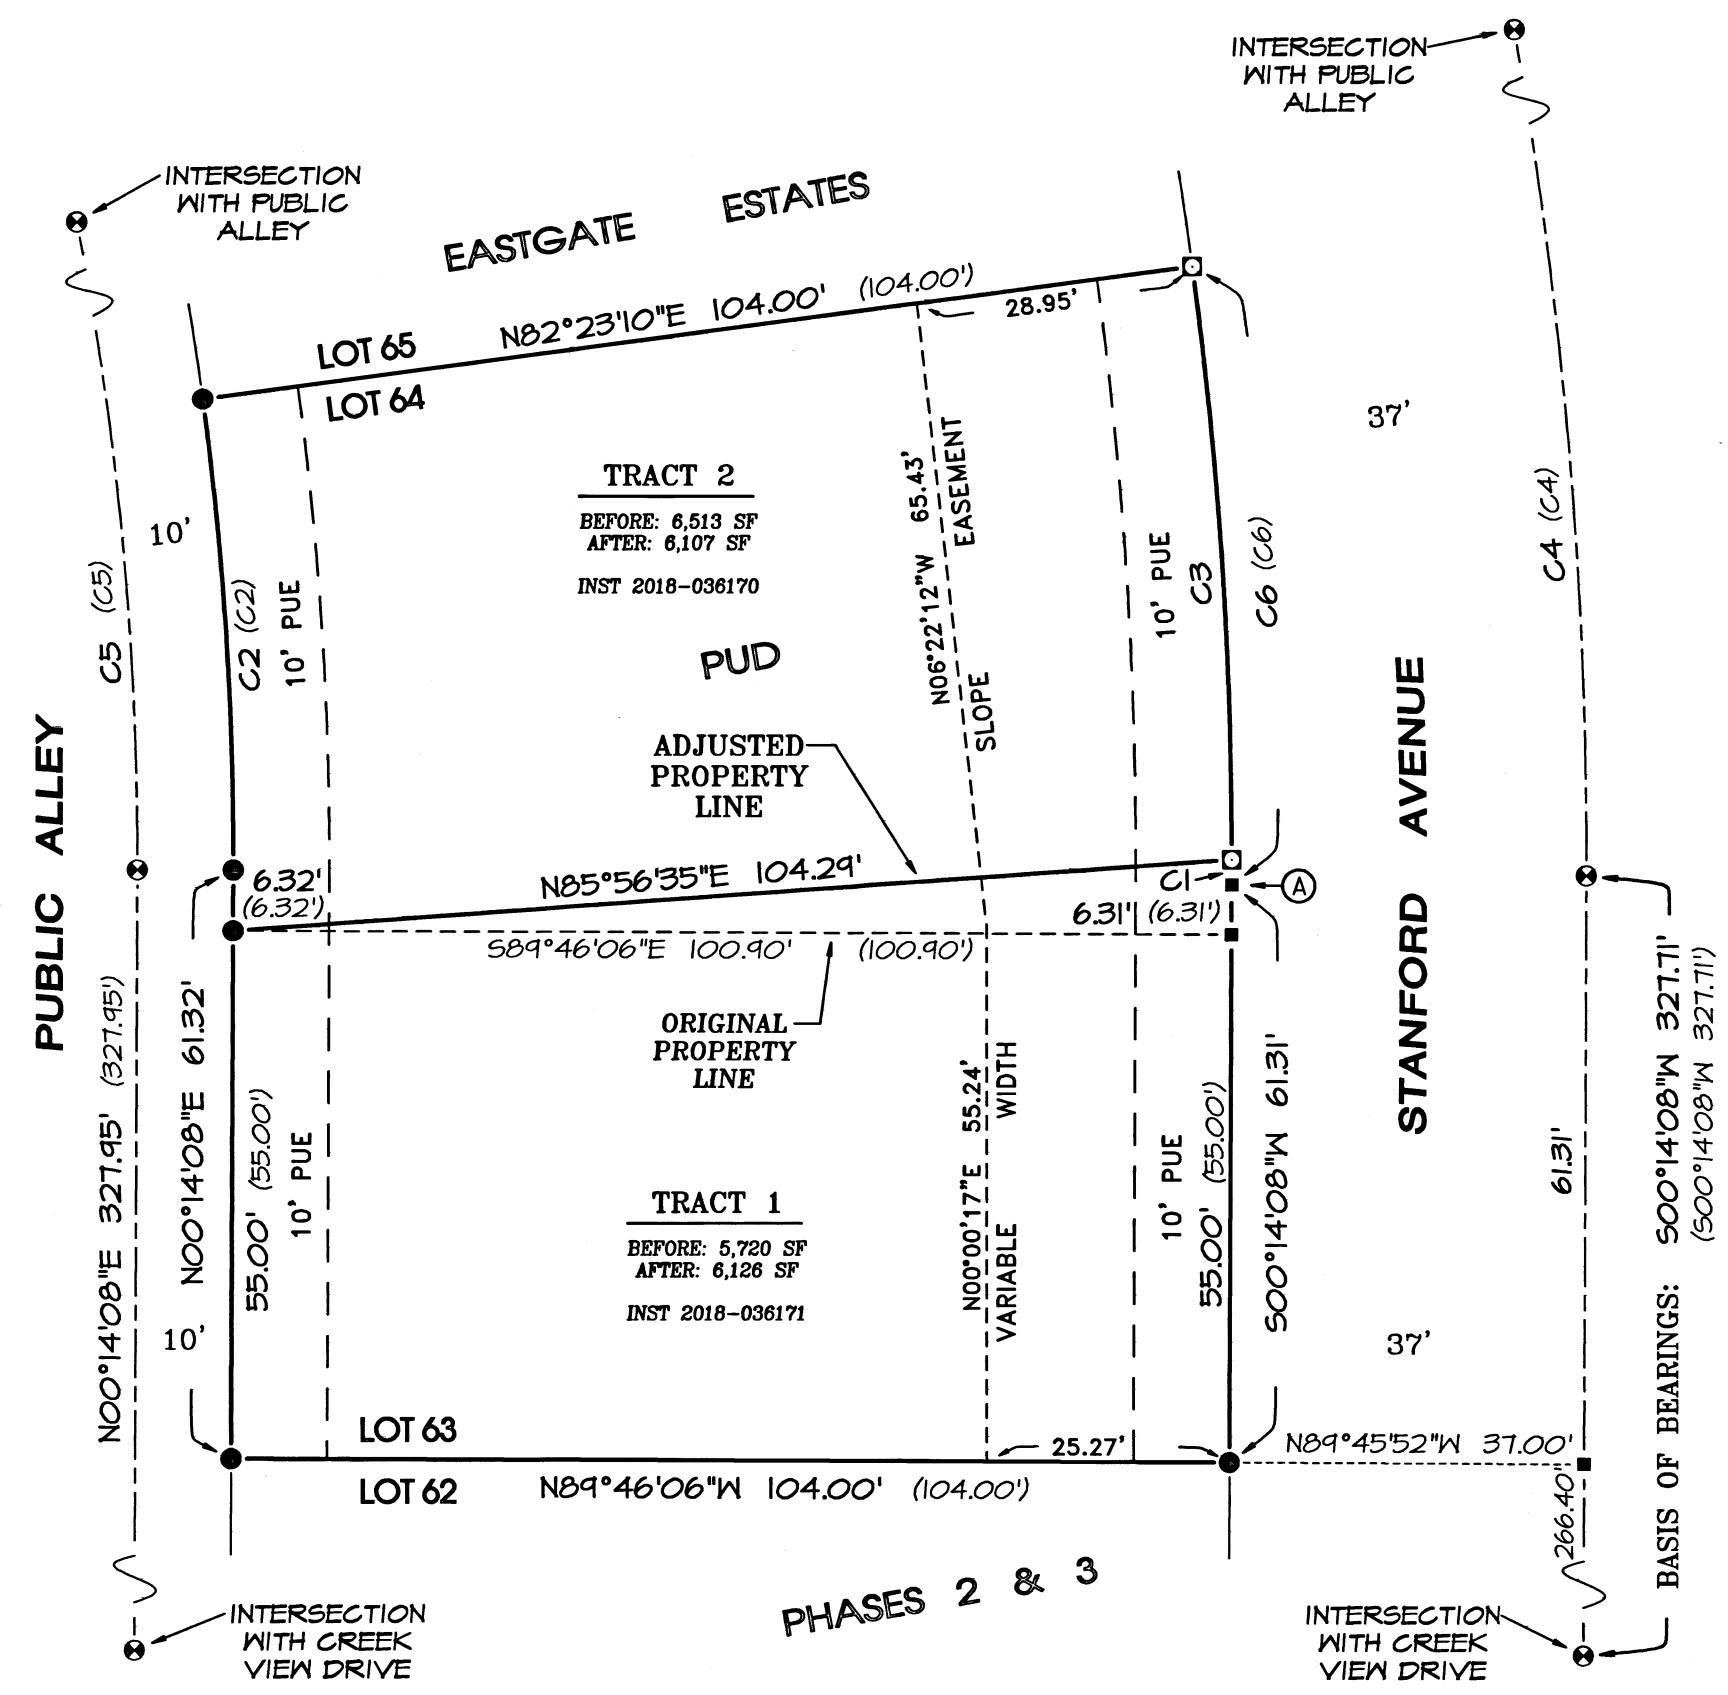 INTERSECTION
WITH PUBLIC
ALLEY
INTERSECTION
WITH PUBLIC
ALLEY
EASTGATE ESTATES
N82°23'10"E 104.00' (104.00')
28.95'
LOT 65
LOT 64
37'
10'
TRACT 2
BEFORE: 6,513 SF
AFTER: 6,107 SF
INST 2018-036170
PUD
C5 (C5)
C2 (C2)
10' PUE
N06°22'12"W 65.43'
SLOPE EASEMENT
10' PUE
C3
C6 (C6)
C4 (C4)
ADJUSTED
PROPERTY
LINE
N85°56'35"E 104.29'
6.32'
(6.32')
C1
A
6.31' (6.31')
S89°46'06"E 100.90' (100.90')
ORIGINAL
PROPERTY
LINE
PUBLIC ALLEY
STANFORD AVENUE
N00°14'08"E 327.95' (327.95')
N00°14'08"E 61.32'
55.00' (55.00')
10' PUE
N00°00'17"E 55.24'
VARIABLE WIDTH
10' PUE
55.00' (55.00')
S00°14'08"W 61.31'
61.31'
BASIS OF BEARINGS: S00°14'08"W 327.71'
(S00°14'08"W 327.71')
TRACT 1
BEFORE: 5,720 SF
AFTER: 6,126 SF
INST 2018-036171
10'
37'
LOT 63
LOT 62
25.27'
N89°46'06"W 104.00' (104.00')
N89°45'52"W 37.00'
266.40'
PHASES 2 & 3
INTERSECTION
WITH CREEK
VIEW DRIVE
INTERSECTION
WITH CREEK
VIEW DRIVE